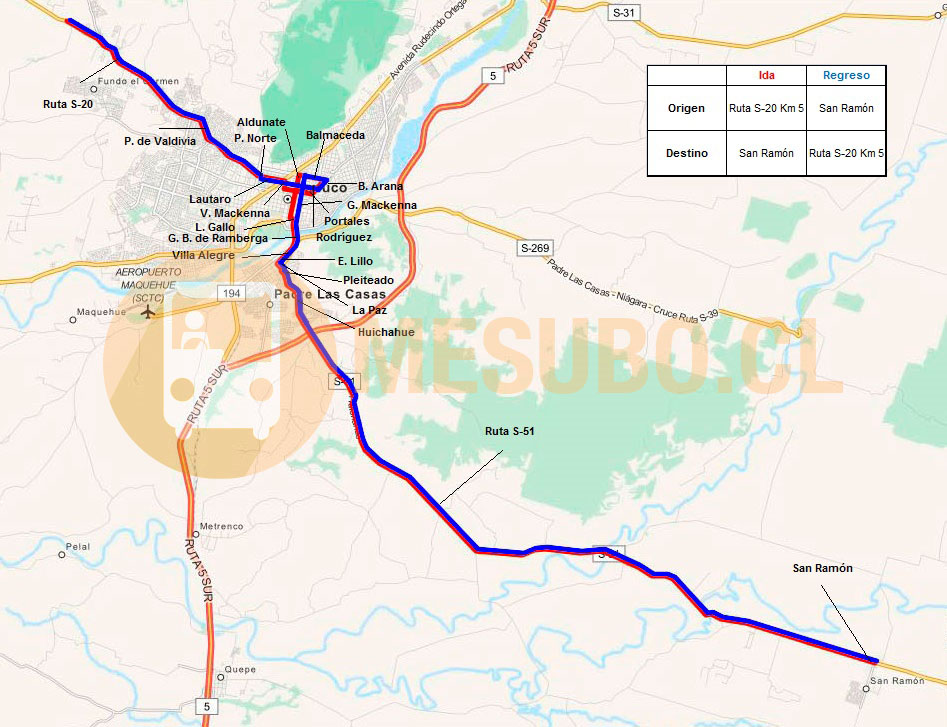 S-31
Avenida Rudecindo Ortega
RUTA 5 SUR
5
Ida
Regreso
Origen
Ruta S-20 Km 5
San Ramón
Destino
San Ramón
Ruta S-20 Km 5
Fundo el Carmen
Ruta S-20
Aldunate
P. de Valdivia
P. Norte
Balmaceda
B. Arana
Lautaro
G. Mackenna
V. Mackenna
Portales
L. Gallo
Rodríguez
G. B. de Ramberga
Villa Alegre
E. Lillo
S-269
Padre Las Casas - Niágara - Cruce Ruta S-39
AEROPUERTO
MAQUEHUE
(SCTC)
Pleiteado
194
Padre Las Casas
La Paz
Maquehue
Huichahue
MESUBO.CL
RUTA 5 SUR
Ruta S-51
Metrenco
Pelal
RUTA 5 SUR
San Ramón
Quepe
San Ramón
5